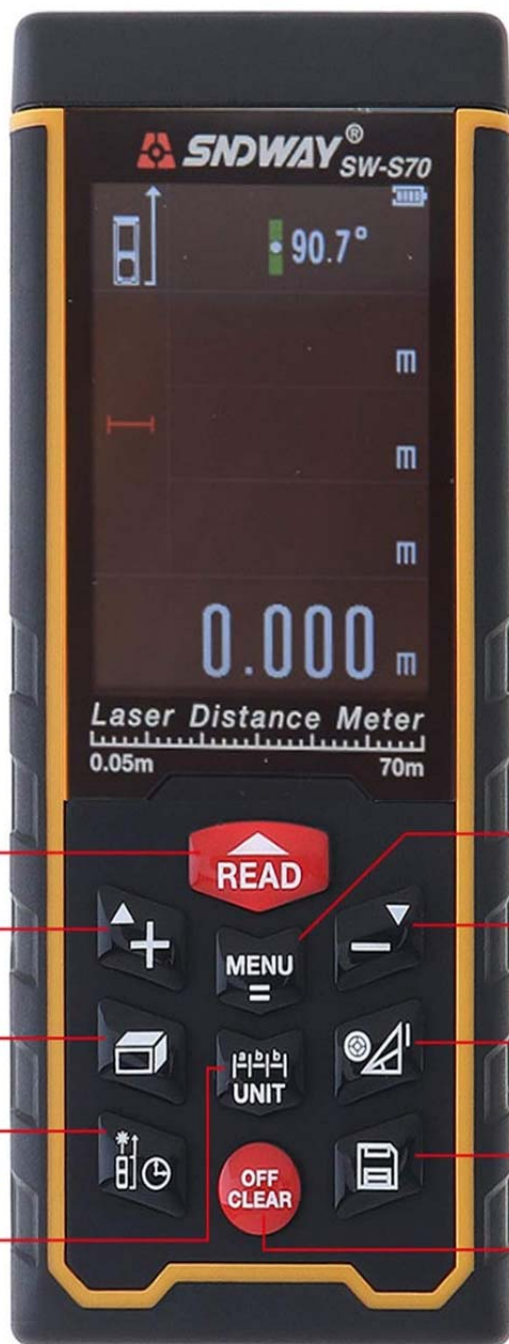 SNDWAY®
SW-S70
90.7°
m
m
m
0.000 m
Laser Distance Meter
0.05m 70m
READ
+ −
MENU
=
a b b
UNIT
OFF
CLEAR